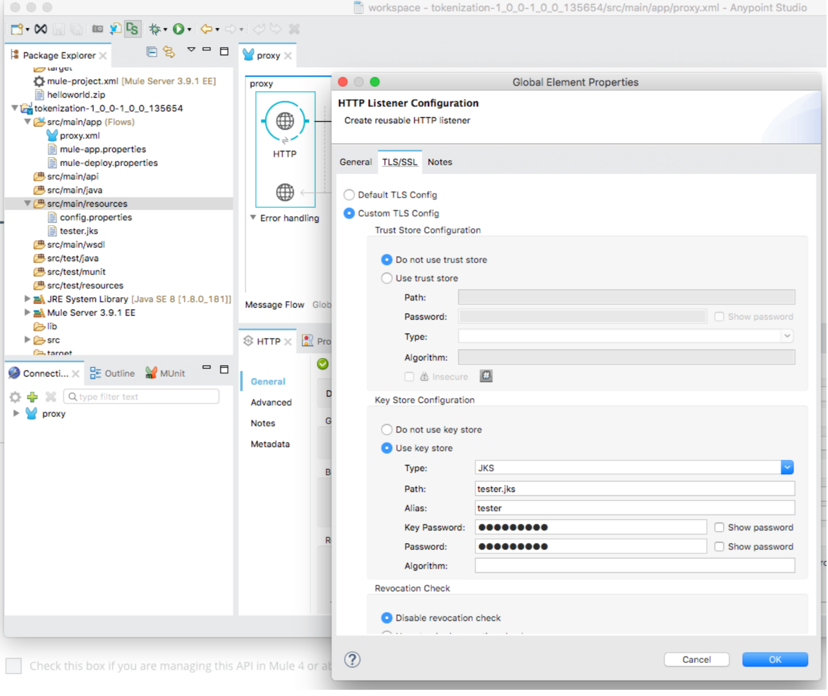 workspace - tokenization-1_0_0-1_0_0_135654/src/main/app/proxy.xml - Anypoint Studio
Package Explorer
target
mule-project.xml [Mule Server 3.9.1 EE]
helloworld.zip
tokenization-1_0_0-1_0_0_135654
src/main/app (Flows)
proxy.xml
mule-app.properties
mule-deploy.properties
src/main/api
src/main/java
src/main/resources
config.properties
tester.jks
src/main/wsdl
src/test/java
src/test/munit
src/test/resources
JRE System Library [Java SE 8 [1.8.0_181]]
Mule Server 3.9.1 EE
lib
src
target
Connecti...
Outline
MUnit
type filter text
proxy
proxy
proxy
HTTP
Error handling
Message Flow
HTTP
General
Advanced
Notes
Metadata
Global Element Properties
HTTP Listener Configuration
Create reusable HTTP listener
General TLS/SSL Notes
Default TLS Config
Custom TLS Config
Trust Store Configuration
Do not use trust store
Use trust store
Path:
Password: Show password
Type:
Algorithm:
Insecure
Key Store Configuration
Do not use key store
Use key store
Type: JKS
Path: tester.jks
Alias: tester
Key Password: ●●●●●●●●● Show password
Password: ●●●●●●●●● Show password
Algorithm:
Revocation Check
Disable revocation check
Cancel OK
Check this box if you are managing this API in Mule 4 or